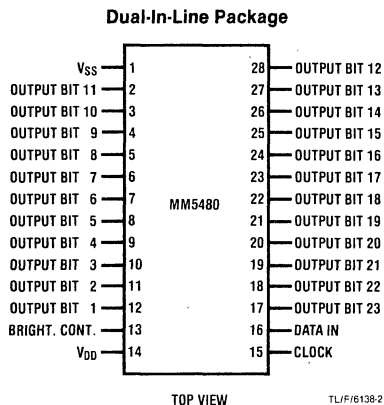 Dual-In-Line Package
V_SS 1 28 OUTPUT BIT 12
OUTPUT BIT 11 2 27 OUTPUT BIT 13
OUTPUT BIT 10 3 26 OUTPUT BIT 14
OUTPUT BIT 9 4 25 OUTPUT BIT 15
OUTPUT BIT 8 5 24 OUTPUT BIT 16
OUTPUT BIT 7 6 23 OUTPUT BIT 17
OUTPUT BIT 6 7 MM5480 22 OUTPUT BIT 18
OUTPUT BIT 5 8 21 OUTPUT BIT 19
OUTPUT BIT 4 9 20 OUTPUT BIT 20
OUTPUT BIT 3 10 19 OUTPUT BIT 21
OUTPUT BIT 2 11 18 OUTPUT BIT 22
OUTPUT BIT 1 12 17 OUTPUT BIT 23
BRIGHT. CONT. 13 16 DATA IN
V_DD 14 15 CLOCK
TOP VIEW TL/F/6138-2